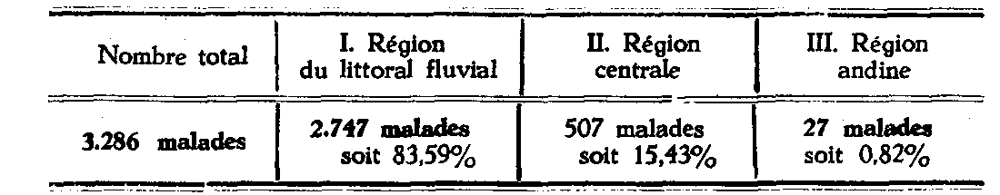 Nombre total
I. Région
du littoral fluvial
II. Région
centrale
III. Région
andine
3.286 malades
2.747 malades
soit 83,59%
507 malades
soit 15,43%
27 malades
soit 0,82%